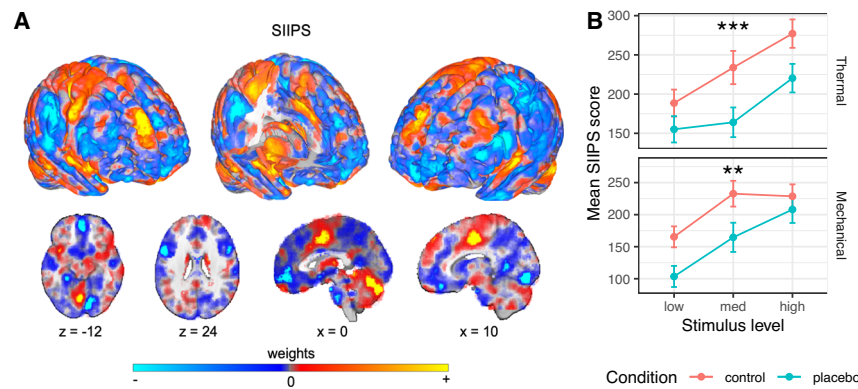 A
SIIPS
z = -12
z = 24
x = 0
x = 10
weights
-
0
+
B
Mean SIIPS score
300
250
200
150
***
Thermal
250
200
150
100
**
Mechanical
low
med
high
Stimulus level
Condition
control
placebo